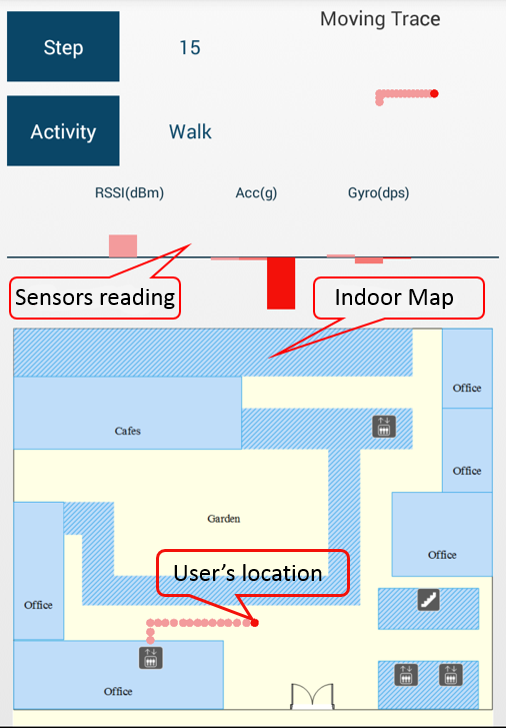 Moving Trace
Step 15
Activity Walk
RSSI(dBm) Acc(g) Gyro(dps)
Sensors reading Indoor Map
Office
Cafes
Office
Garden
Office
User's location
Office
Office